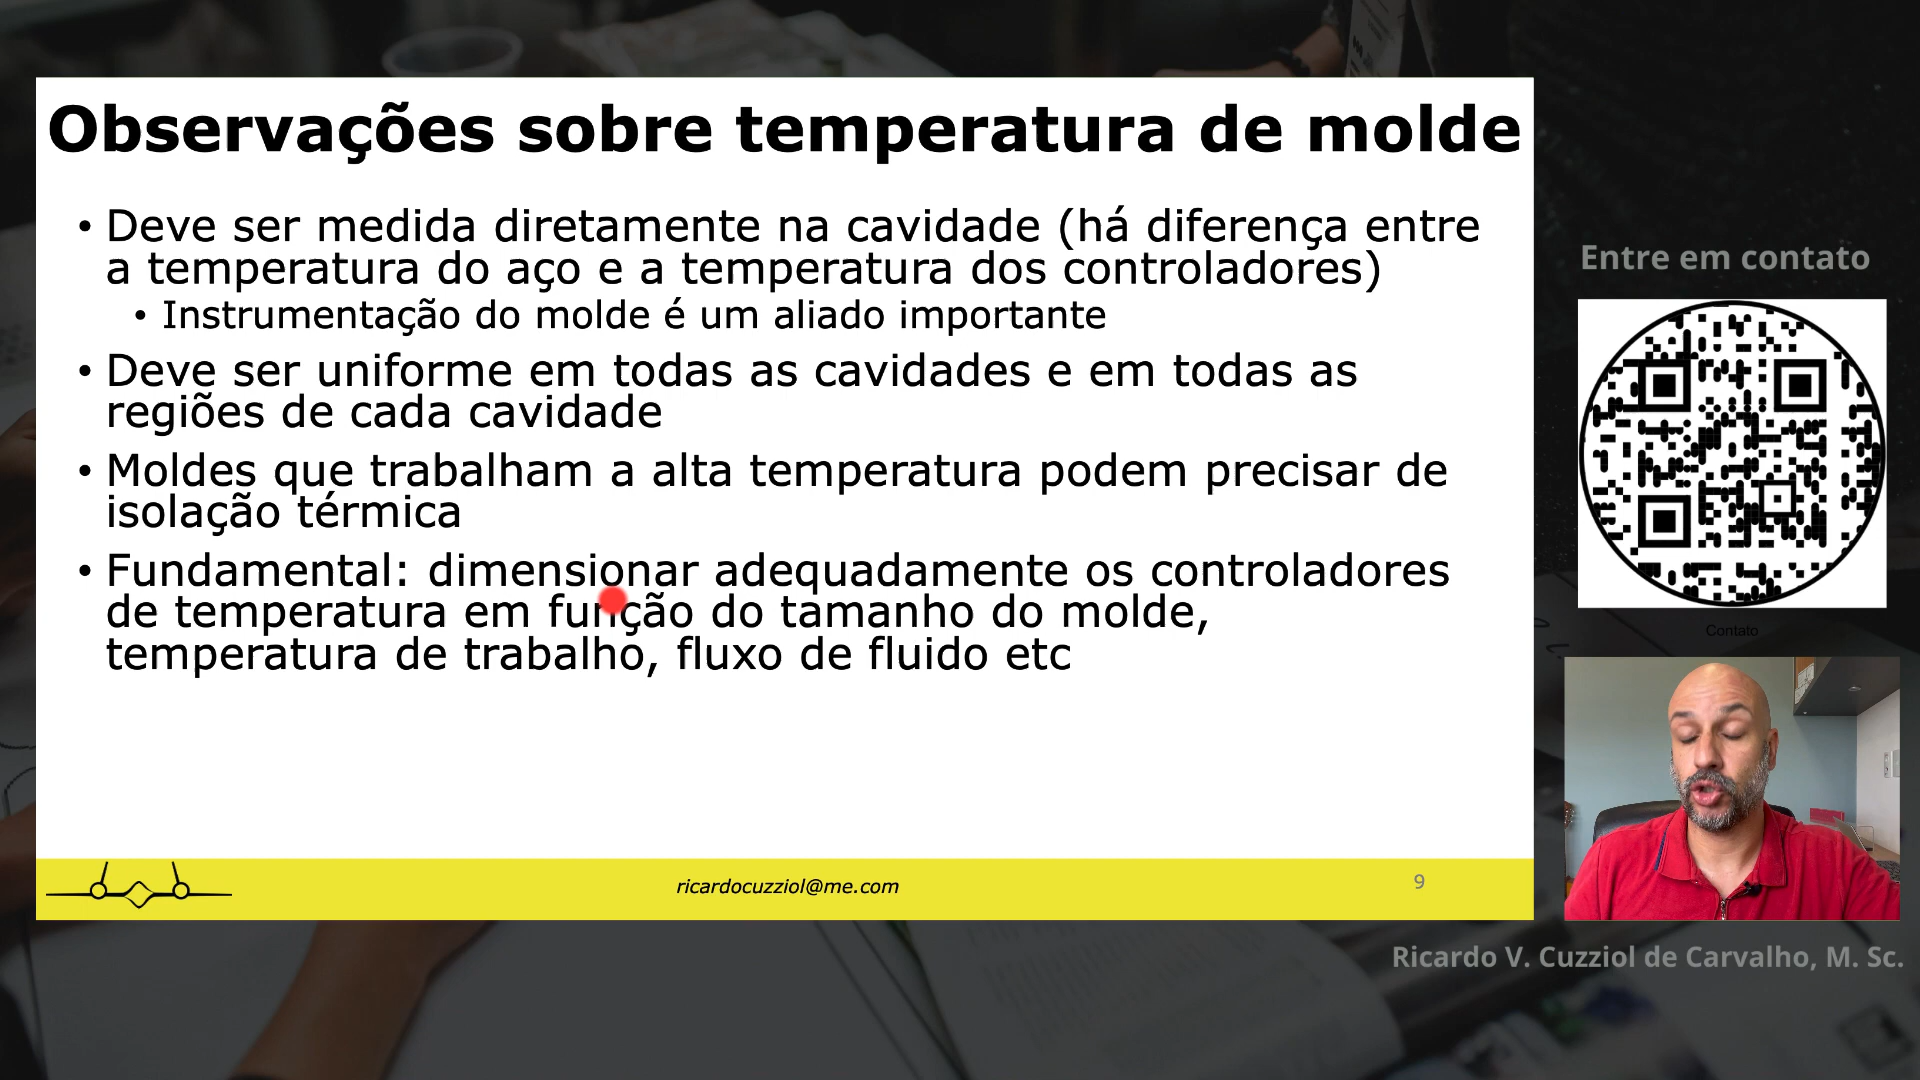 Observações sobre temperatura de molde
• Deve ser medida diretamente na cavidade (há diferença entre
a temperatura do aço e a temperatura dos controladores)
• Instrumentação do molde é um aliado importante
• Deve ser uniforme em todas as cavidades e em todas as
regiões de cada cavidade
• Moldes que trabalham a alta temperatura podem precisar de
isolação térmica
• Fundamental: dimensionar adequadamente os controladores
de temperatura em função do tamanho do molde,
temperatura de trabalho, fluxo de fluido etc
ricardocuzziol@me.com
9
Entre em contato
Contato
Ricardo V. Cuzziol de Carvalho, M. Sc.